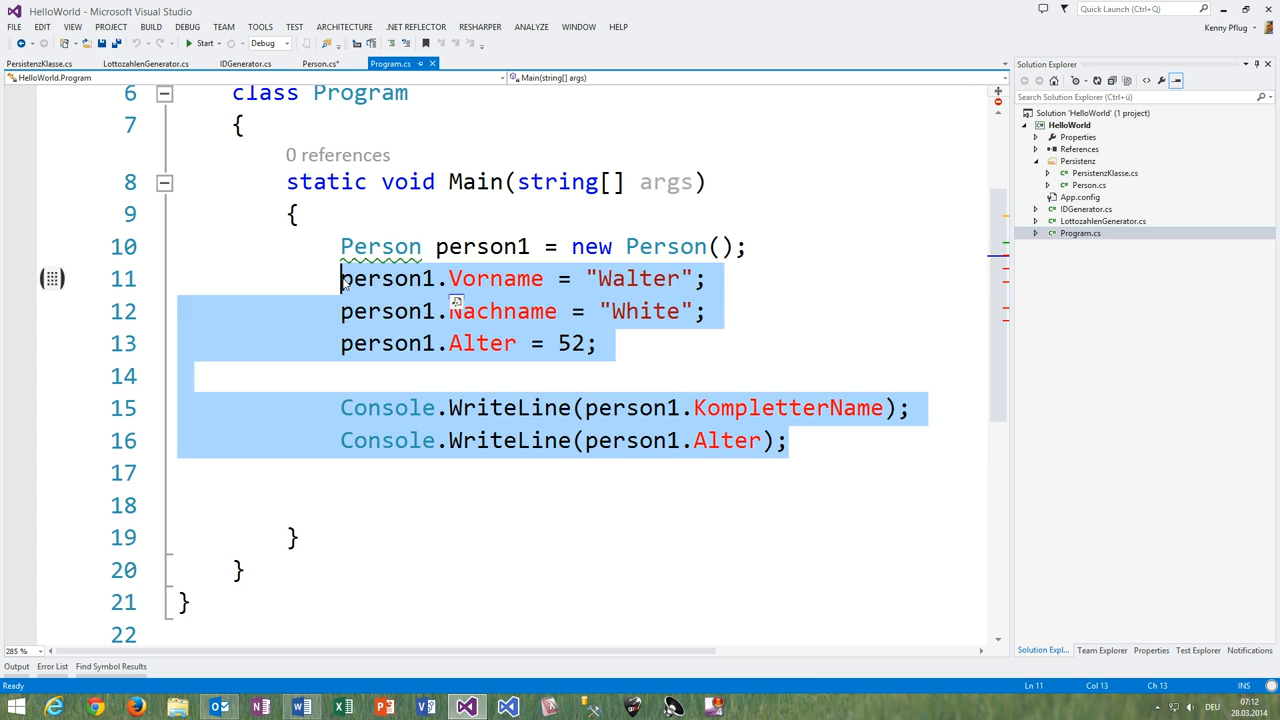 HelloWorld - Microsoft Visual Studio
Quick Launch (Ctrl+Q)
FILE EDIT VIEW PROJECT BUILD DEBUG TEAM TOOLS TEST ARCHITECTURE .NET REFLECTOR RESHARPER ANALYZE WINDOW HELP
Kenny Pflug
Start Debug
PersistenzKlasse.cs LottozahlenGenerator.cs IDGenerator.cs Person.cs* Program.cs
HelloWorld.Program Main(string[] args)
6 class Program
7 {
0 references
8 static void Main(string[] args)
9 {
10 Person person1 = new Person();
11 person1.Vorname = "Walter";
12 person1.Nachname = "White";
13 person1.Alter = 52;
14
15 Console.WriteLine(person1.KompletterName);
16 Console.WriteLine(person1.Alter);
17
18
19 }
20 }
21 }
22
285 %
Solution Explorer
Search Solution Explorer (Ctrl+ü)
Solution 'HelloWorld' (1 project)
HelloWorld
Properties
References
Persistenz
PersistenzKlasse.cs
Person.cs
App.config
IDGenerator.cs
LottozahlenGenerator.cs
Program.cs
Solution Expl... Team Explorer Properties Test Explorer Notifications
Output Error List Find Symbol Results
Ready Ln 11 Col 13 Ch 13 INS
DEU 07:12
28.03.2014